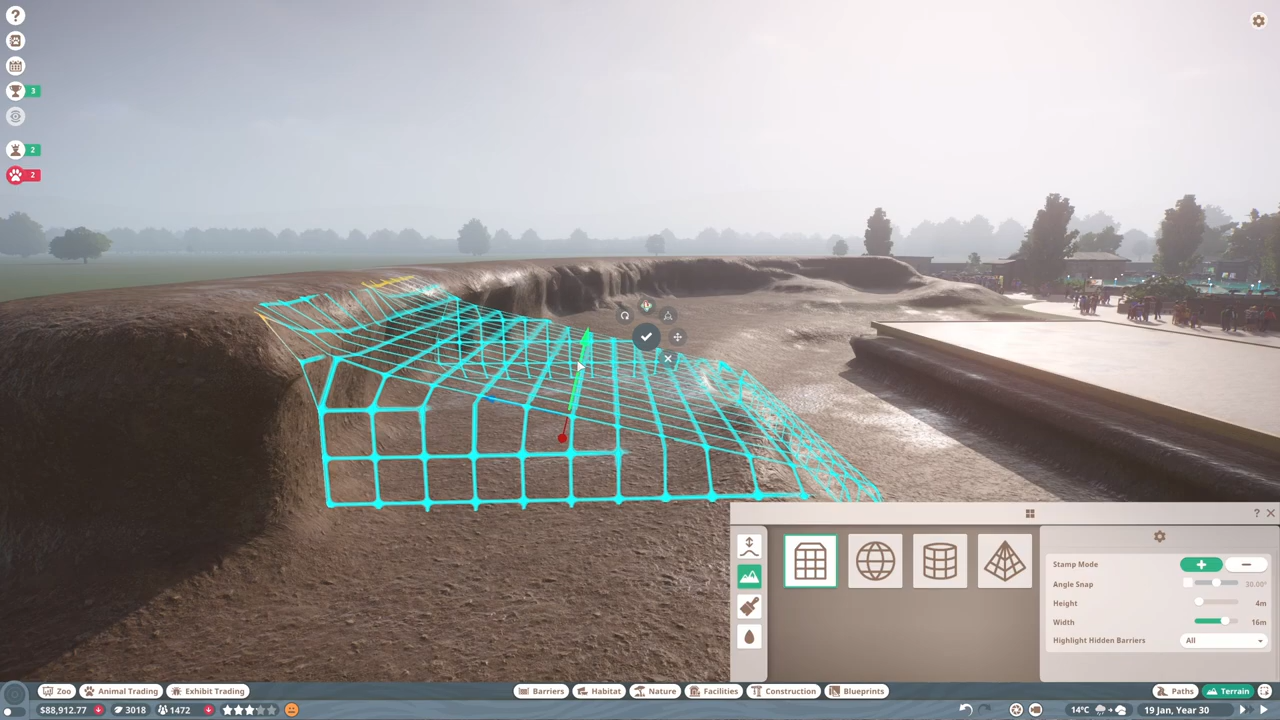 ?
3
2
2
?
Stamp Mode
Angle Snap 30.00°
Height 4m
Width 16m
Highlight Hidden Barriers All
Zoo Animal Trading Exhibit Trading Barriers Habitat Nature Facilities Construction Blueprints Paths Terrain
$88,912.77 3018 1472 14°C 19 Jan, Year 30